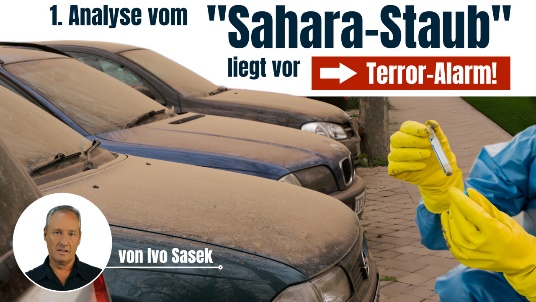 1. Analyse vom "Sahara-Staub"
liegt vor → Terror-Alarm!
von Ivo Sasek